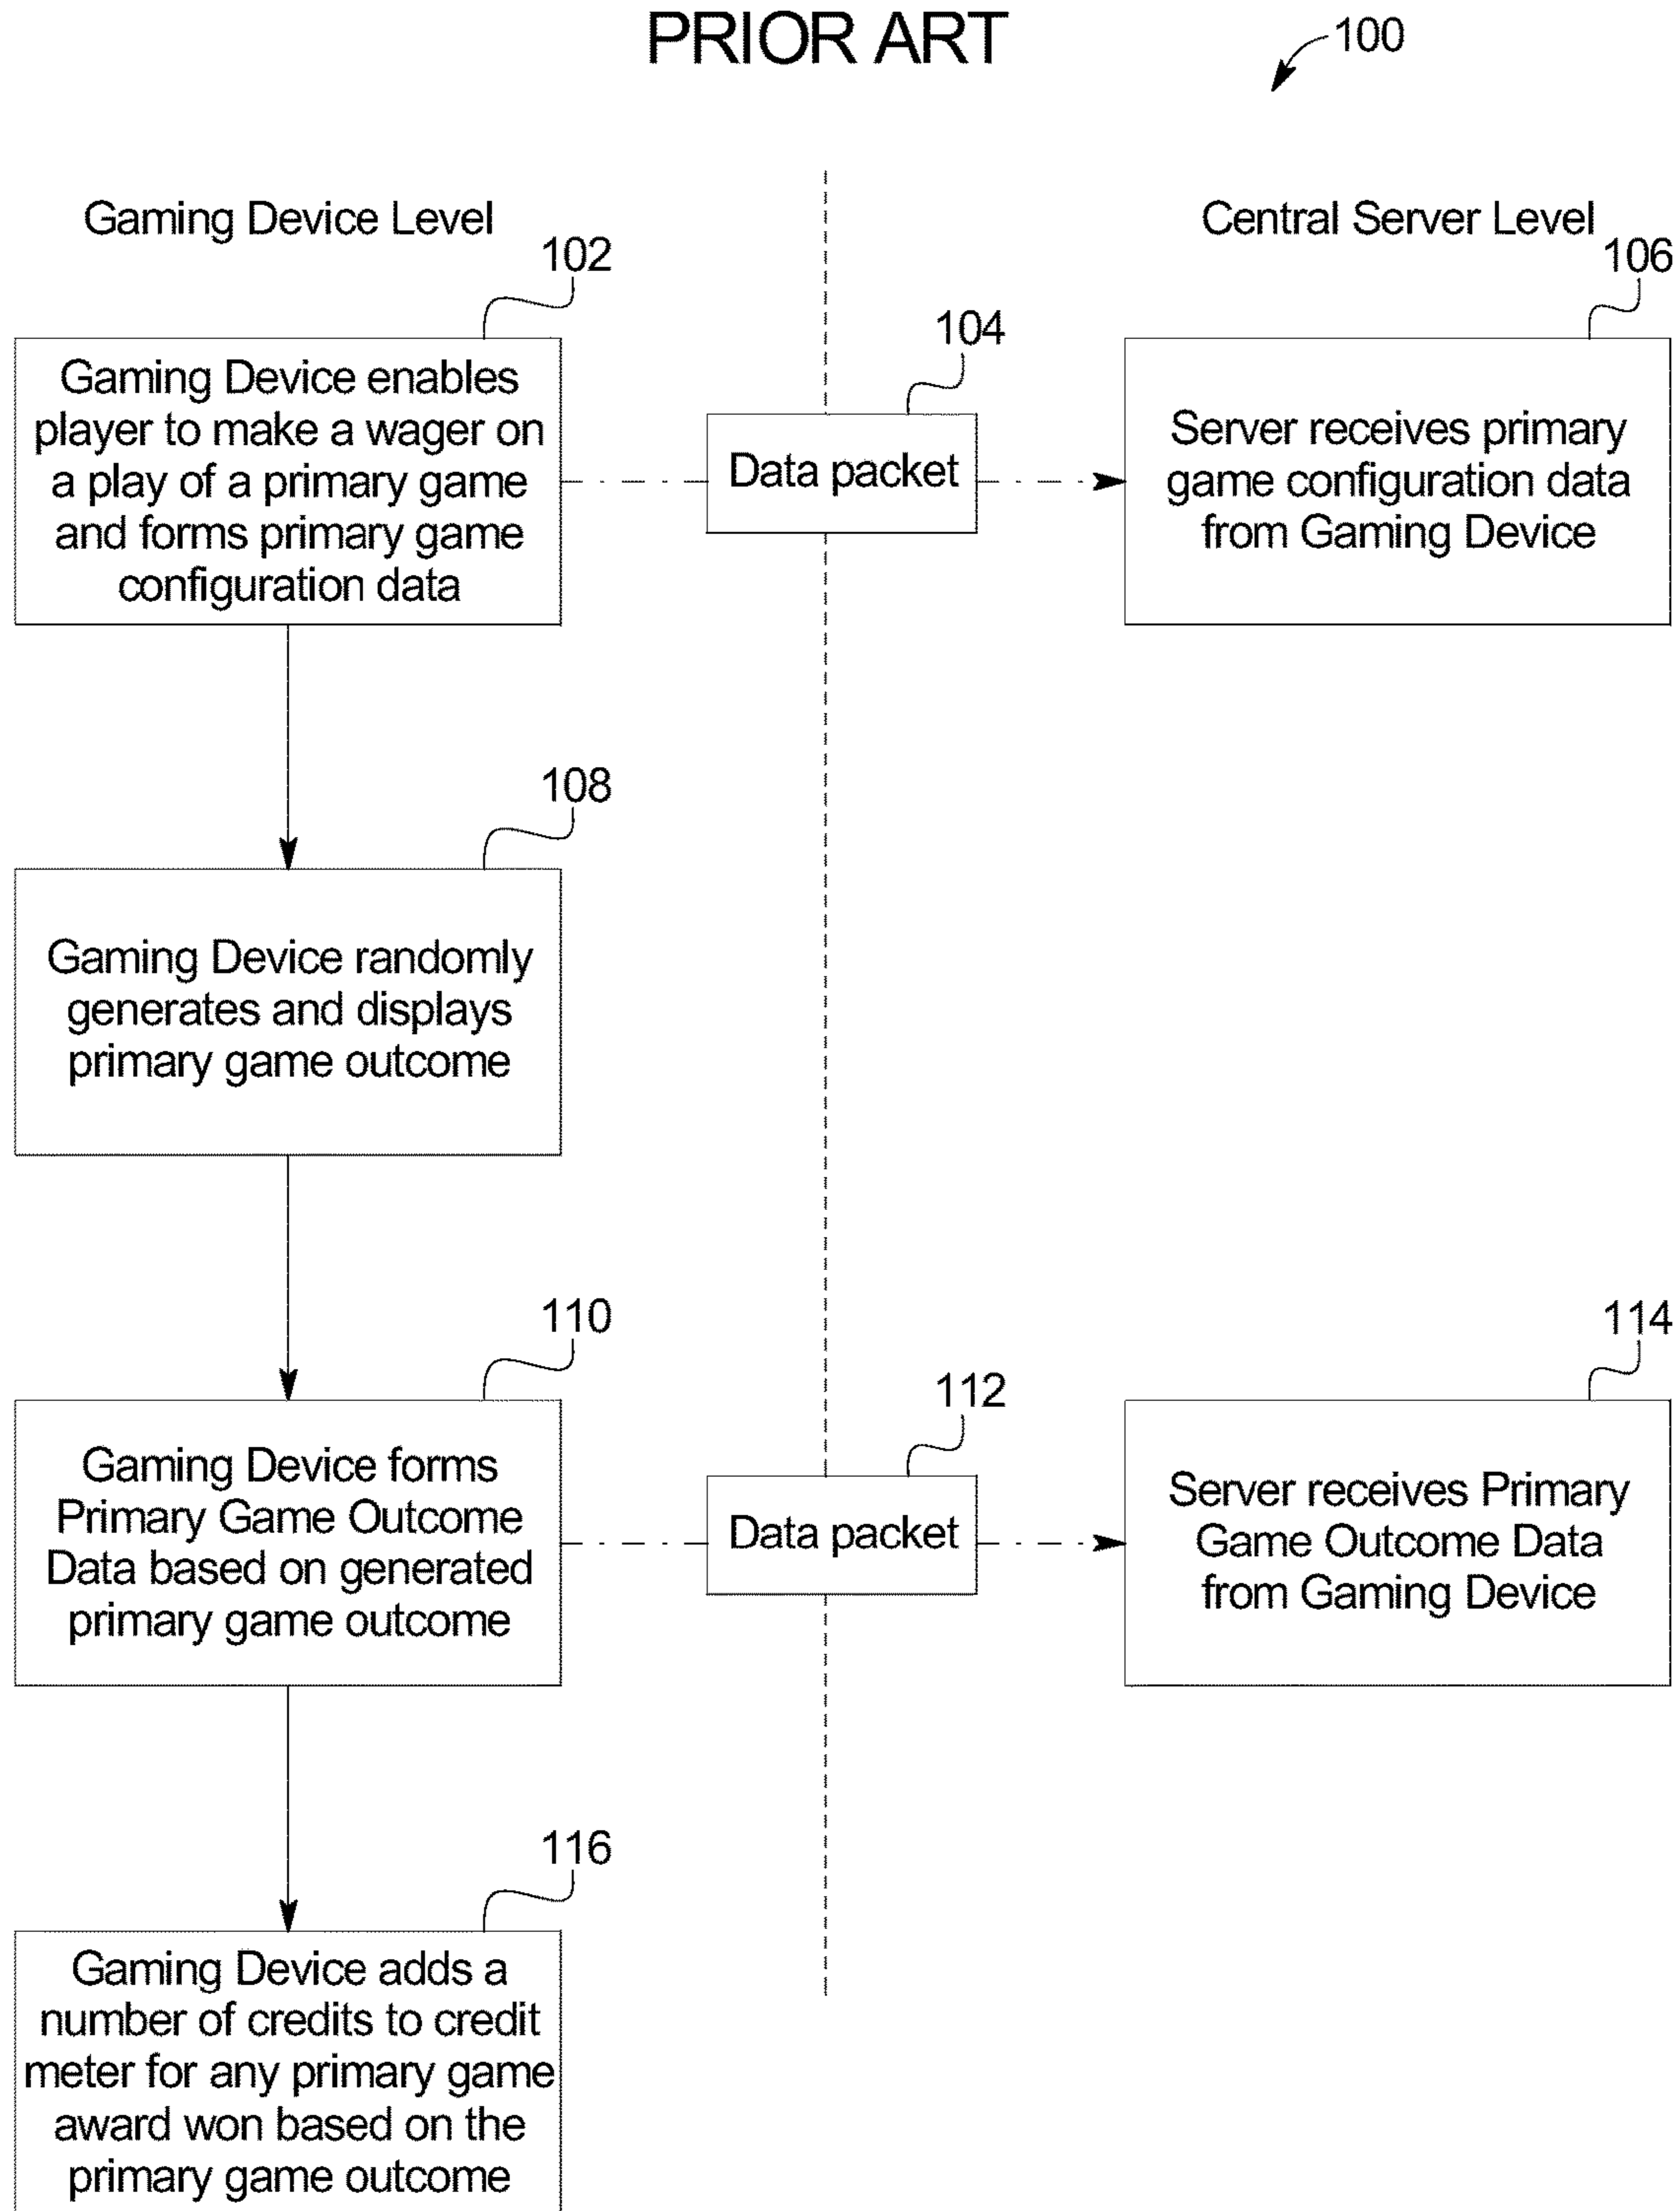 PRIOR ART
100
Gaming Device Level
Central Server Level
102
104
106
Gaming Device enables
player to make a wager on
a play of a primary game
and forms primary game
configuration data
Data packet
Server receives primary
game configuration data
from Gaming Device
108
Gaming Device randomly
generates and displays
primary game outcome
110
112
114
Gaming Device forms
Primary Game Outcome
Data based on generated
primary game outcome
Data packet
Server receives Primary
Game Outcome Data
from Gaming Device
116
Gaming Device adds a
number of credits to credit
meter for any primary game
award won based on the
primary game outcome